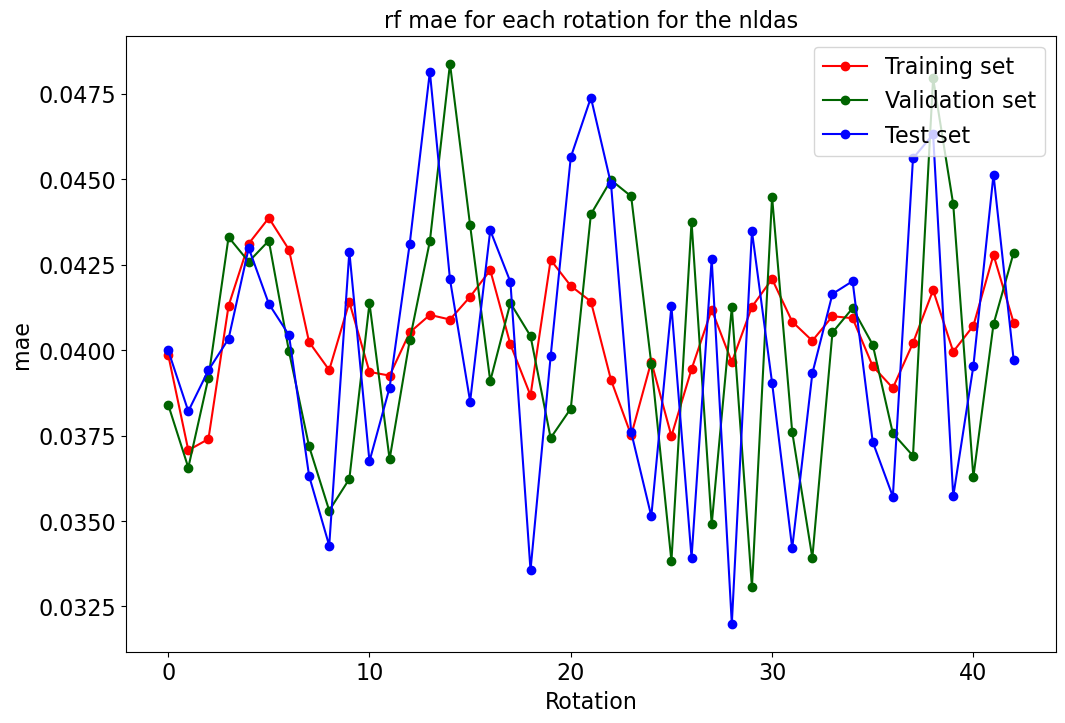 rf mae for each rotation for the nldas
Training set
Validation set
Test set
0.0475
0.0450
0.0425
0.0400
0.0375
0.0350
0.0325
mae
0 10 20 30 40
Rotation